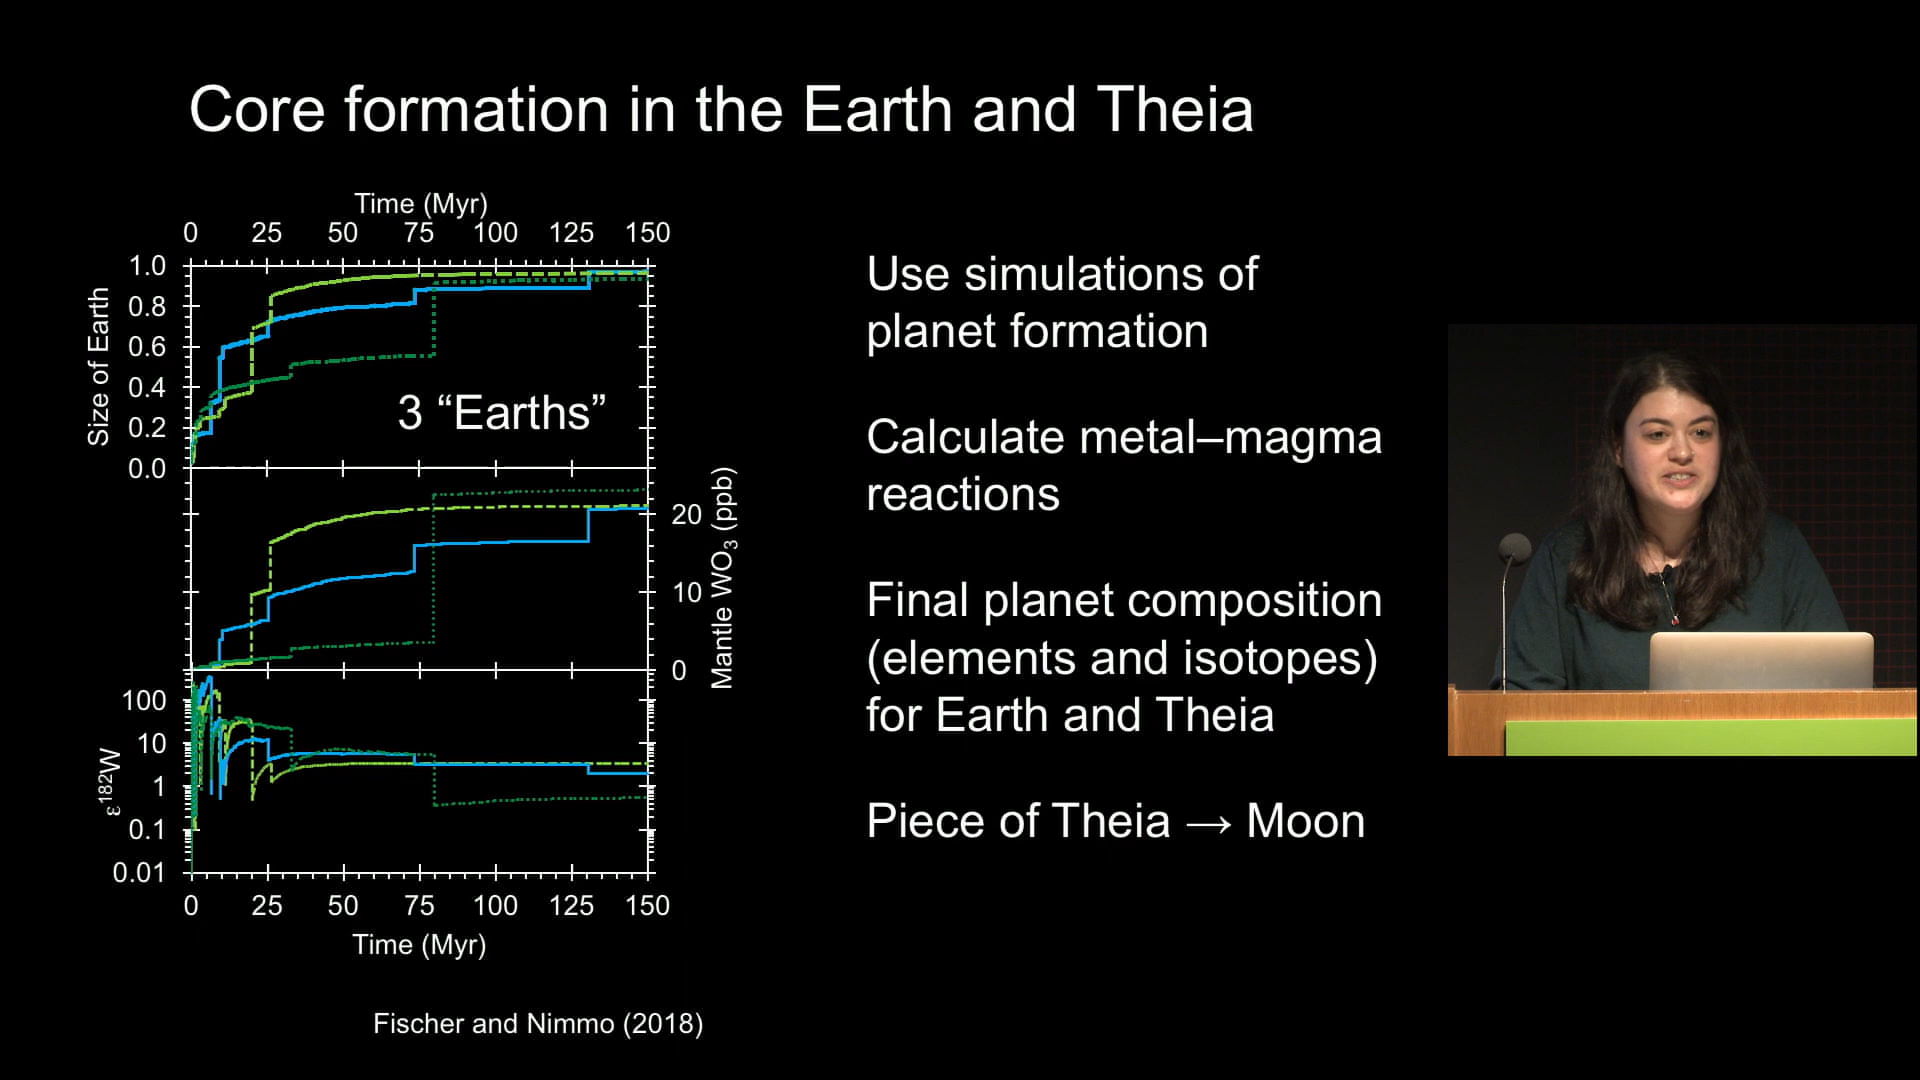 Core formation in the Earth and Theia
Time (Myr)
0 25 50 75 100 125 150
1.0
0.8
0.6
0.4
0.2
0.0
Size of Earth
3 “Earths”
20
10
0
Mantle WO₃ (ppb)
100
10
1
0.1
0.01
ε¹⁸²W
0 25 50 75 100 125 150
Time (Myr)
Fischer and Nimmo (2018)
Use simulations of
planet formation
Calculate metal–magma
reactions
Final planet composition
(elements and isotopes)
for Earth and Theia
Piece of Theia → Moon